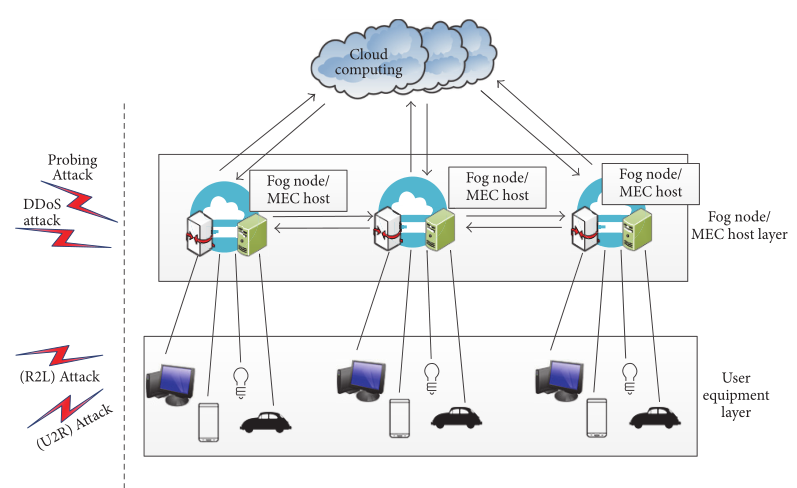 Cloud
computing
Probing
Attack
DDoS
attack
Fog node/
MEC host
Fog node/
MEC host
Fog node/
MEC host
Fog node/
MEC host layer
(R2L) Attack
(U2R) Attack
User
equipment
layer